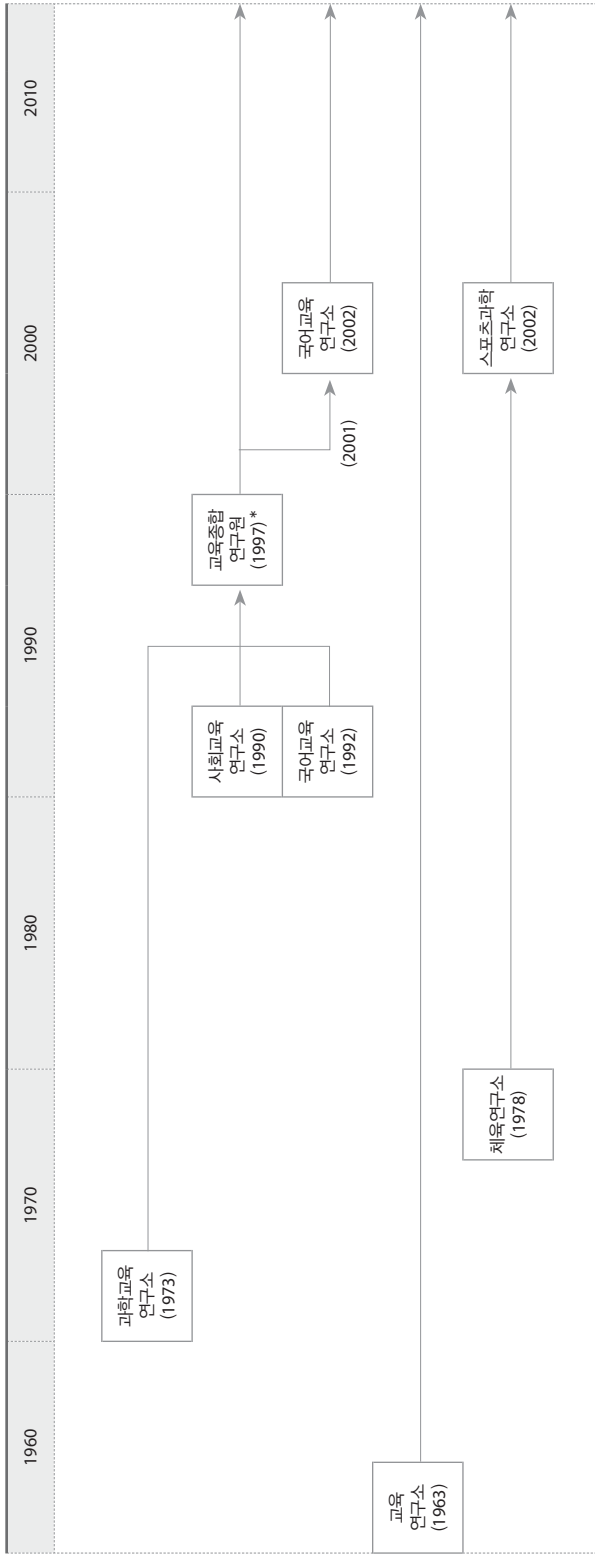 1960
1970
1980
1990
2000
2010
과학교육
연구소
(1973)
사회교육
연구소
(1990)
교육종합
연구원
(1997) *
국어교육
연구소
(1992)
(2001)
국어교육
연구소
(2002)
교육
연구소
(1963)
체육연구소
(1978)
스포츠과학
연구소
(2002)